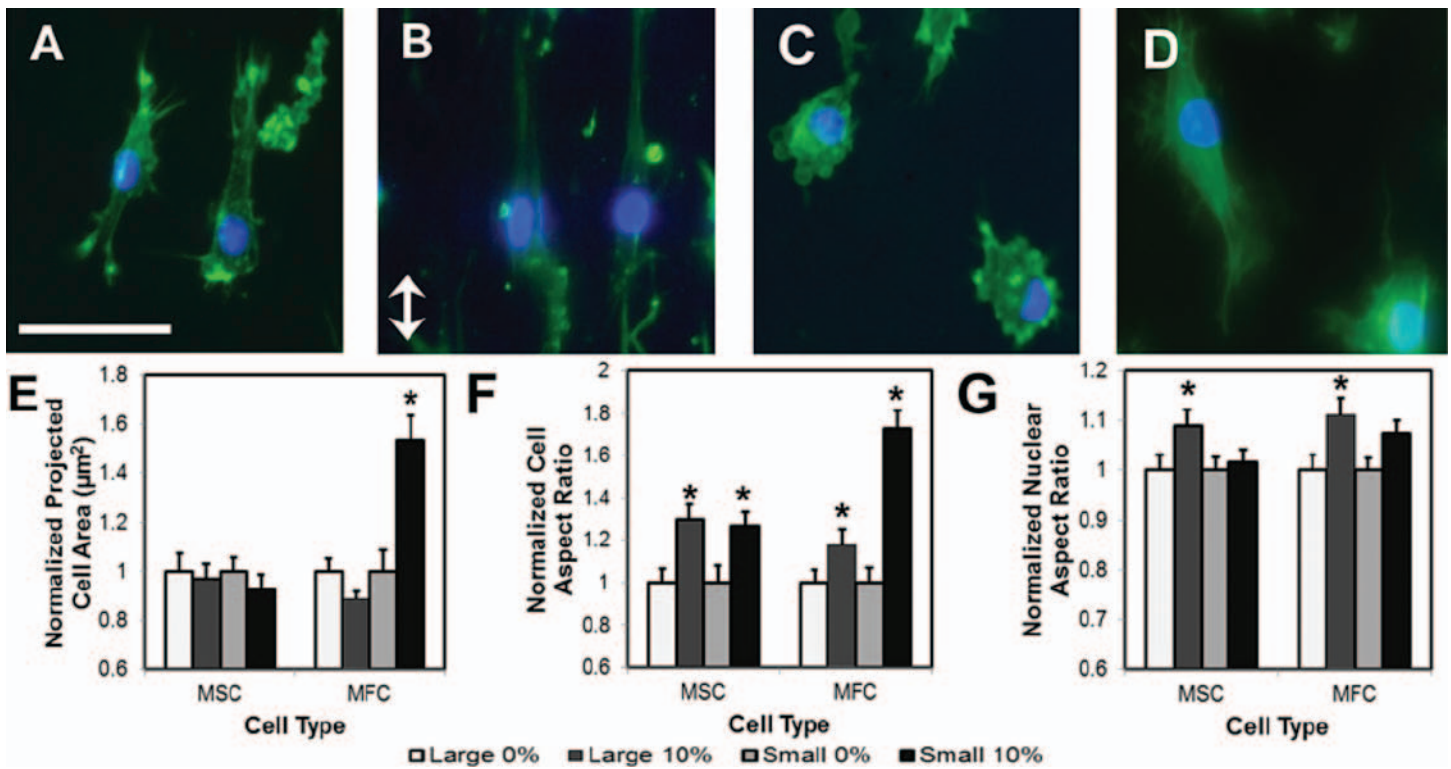 A
B
C
D
E
Normalized Projected
Cell Area (µm²)
1.8
1.6
1.4
1.2
1
0.8
0.6
MSC
MFC
Cell Type
*
F
Normalized Cell
Aspect Ratio
2
1.8
1.6
1.4
1.2
1
0.8
0.6
MSC
MFC
Cell Type
*
*
*
*
G
Normalized Nuclear
Aspect Ratio
1.2
1.1
1
0.9
0.8
0.7
0.6
MSC
MFC
Cell Type
*
*
Large 0% Large 10% Small 0% Small 10%